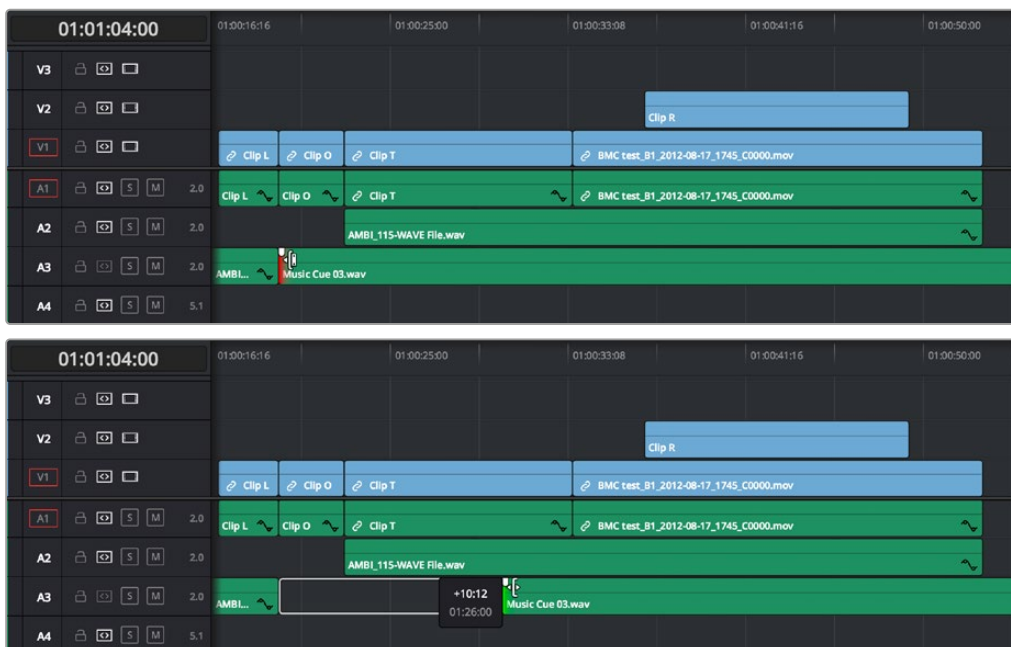 01:01:04:00 01:00:16:16 01:00:25:00 01:00:33:08 01:00:41:16 01:00:50:00
V3
V2 Clip R
V1 Clip L Clip O Clip T BMC test_B1_2012-08-17_1745_C0000.mov
A1 S M 2.0 Clip L Clip O Clip T BMC test_B1_2012-08-17_1745_C0000.mov
A2 S M 2.0 AMBI_115-WAVE File.wav
A3 S M 2.0 AMBI... Music Cue 03.wav
A4 S M 5.1
01:01:04:00 01:00:16:16 01:00:25:00 01:00:33:08 01:00:41:16 01:00:50:00
V3
V2 Clip R
V1 Clip L Clip O Clip T BMC test_B1_2012-08-17_1745_C0000.mov
A1 S M 2.0 Clip L Clip O Clip T BMC test_B1_2012-08-17_1745_C0000.mov
A2 S M 2.0 AMBI_115-WAVE File.wav
A3 S M 2.0 AMBI... +10:12 Music Cue 03.wav
01:26:00
A4 S M 5.1